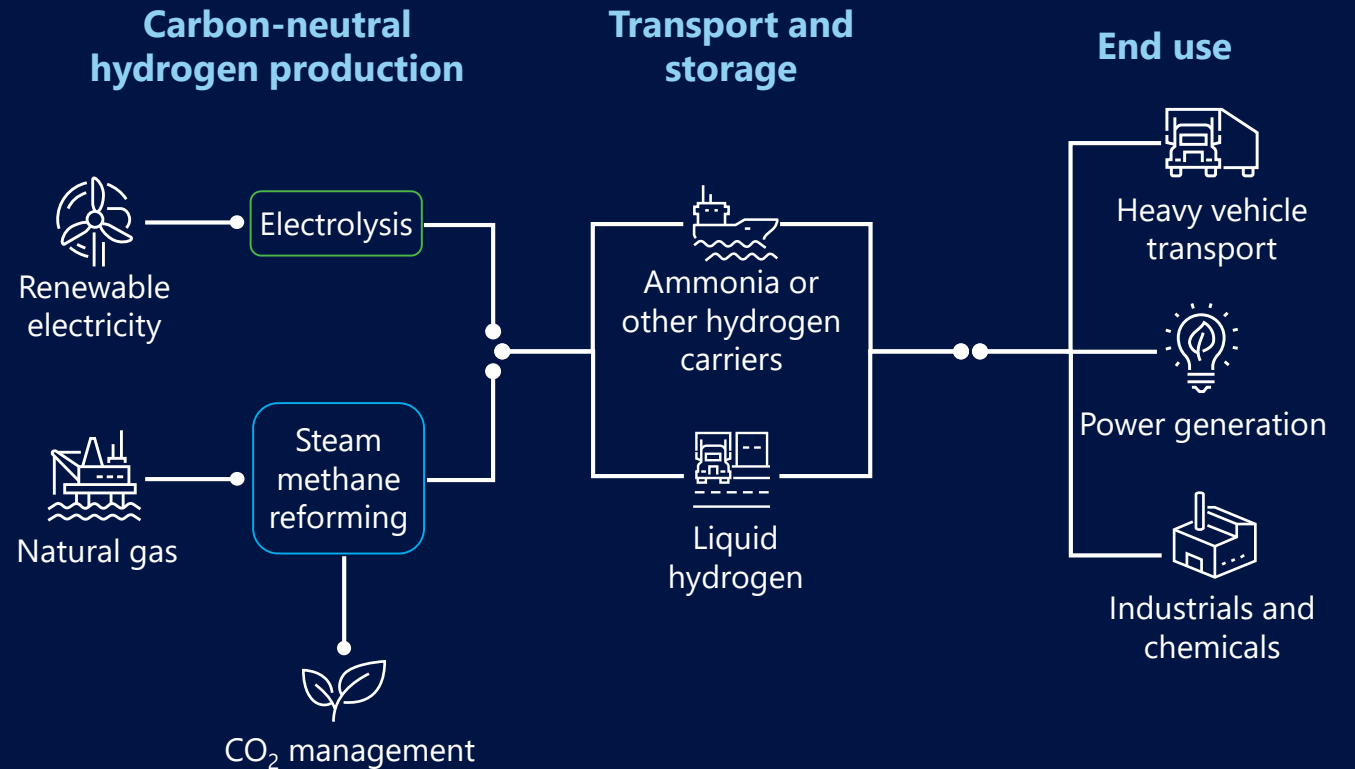 Carbon-neutral
hydrogen production
Transport and
storage
End use
Renewable
electricity
Electrolysis
Natural gas
Steam
methane
reforming
CO₂ management
Ammonia or
other hydrogen
carriers
Liquid
hydrogen
Heavy vehicle
transport
Power generation
Industrials and
chemicals